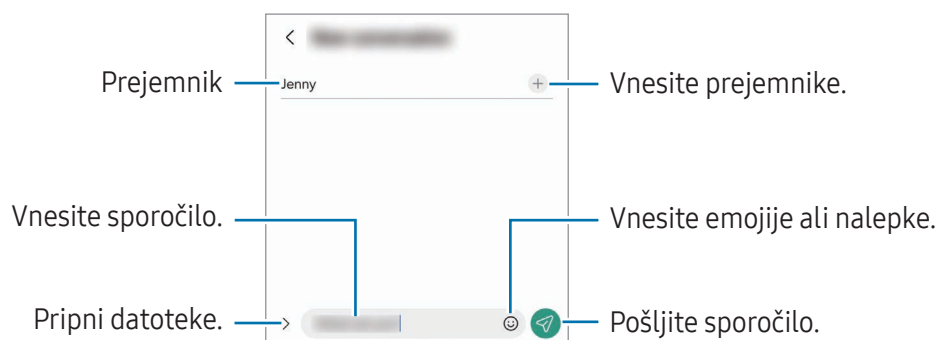 Prejemnik
Jenny
Vnesite prejemnike.
Vnesite sporočilo.
Vnesite emojije ali nalepke.
Pripni datoteke.
Pošljite sporočilo.